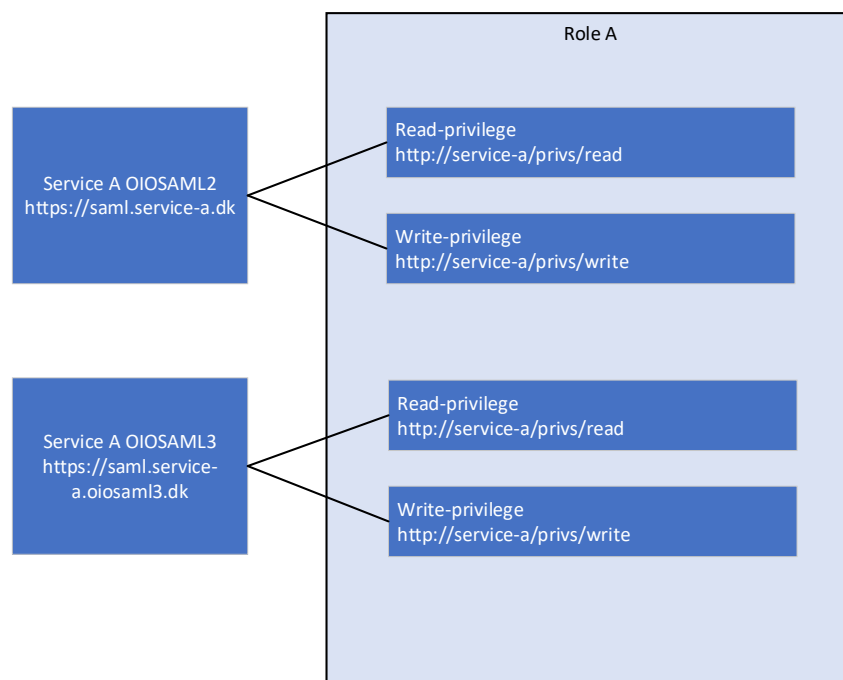 Role A
Service A OIOSAML2
https://saml.service-a.dk
Read-privilege
http://service-a/privs/read
Write-privilege
http://service-a/privs/write
Service A OIOSAML3
https://saml.service-
a.oiosaml3.dk
Read-privilege
http://service-a/privs/read
Write-privilege
http://service-a/privs/write